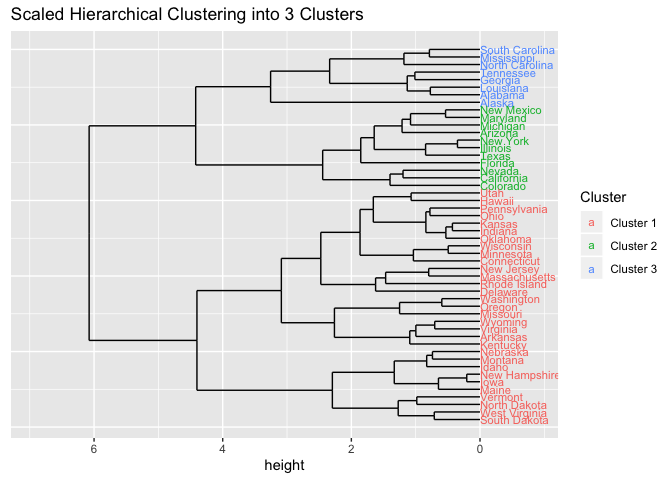 Scaled Hierarchical Clustering into 3 Clusters
South Carolina
Mississippi
North Carolina
Tennessee
Georgia
Louisiana
Alabama
Alaska
New Mexico
Maryland
Michigan
Arizona
New York
Illinois
Texas
Florida
Nevada
California
Colorado
Utah
Hawaii
Pennsylvania
Ohio
Kansas
Indiana
Oklahoma
Wisconsin
Minnesota
Connecticut
New Jersey
Massachusetts
Rhode Island
Delaware
Washington
Oregon
Missouri
Wyoming
Virginia
Arkansas
Kentucky
Nebraska
Montana
Idaho
New Hampshire
Iowa
Maine
Vermont
North Dakota
West Virginia
South Dakota
6 4 2 0
height
Cluster
a Cluster 1
a Cluster 2
a Cluster 3